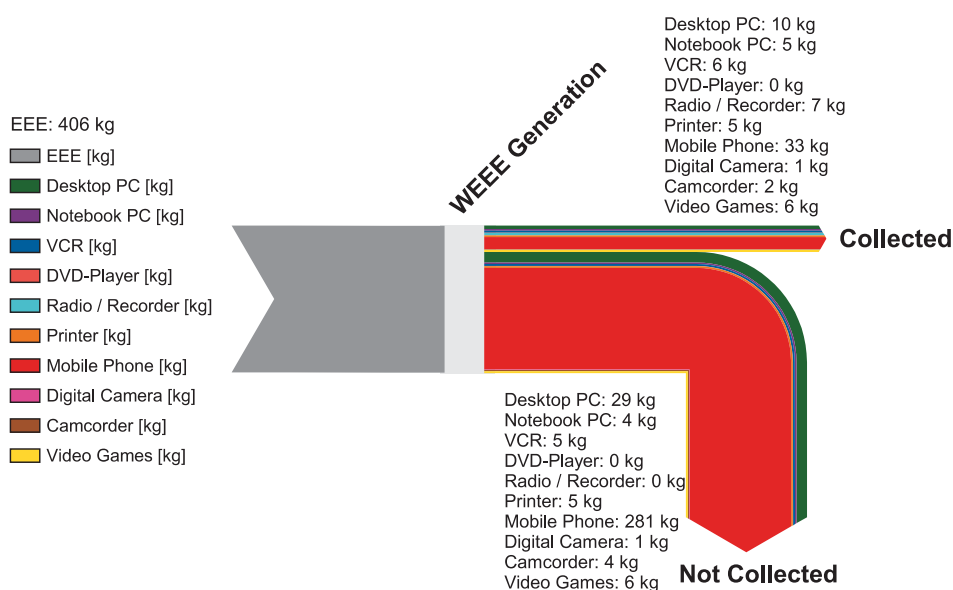 Desktop PC: 10 kg
Notebook PC: 5 kg
VCR: 6 kg
DVD-Player: 0 kg
Radio / Recorder: 7 kg
Printer: 5 kg
Mobile Phone: 33 kg
Digital Camera: 1 kg
Camcorder: 2 kg
Video Games: 6 kg
WEEE Generation
EEE: 406 kg
EEE [kg]
Desktop PC [kg]
Notebook PC [kg]
VCR [kg]
DVD-Player [kg]
Radio / Recorder [kg]
Printer [kg]
Mobile Phone [kg]
Digital Camera [kg]
Camcorder [kg]
Video Games [kg]
Collected
Desktop PC: 29 kg
Notebook PC: 4 kg
VCR: 5 kg
DVD-Player: 0 kg
Radio / Recorder: 0 kg
Printer: 5 kg
Mobile Phone: 281 kg
Digital Camera: 1 kg
Camcorder: 4 kg
Video Games: 6 kg
Not Collected